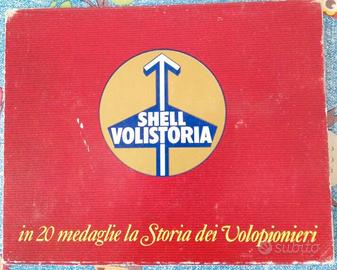 SHELL
VOLISTORIA
in 20 medaglie la Storia dei Volopionieri
subito